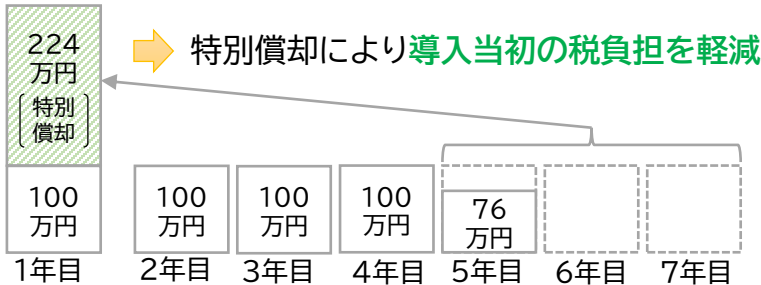 224
万円
特別
償却
特別償却により導入当初の税負担を軽減
100
万円
100
万円
100
万円
100
万円
76
万円
1年目
2年目
3年目
4年目
5年目
6年目
7年目